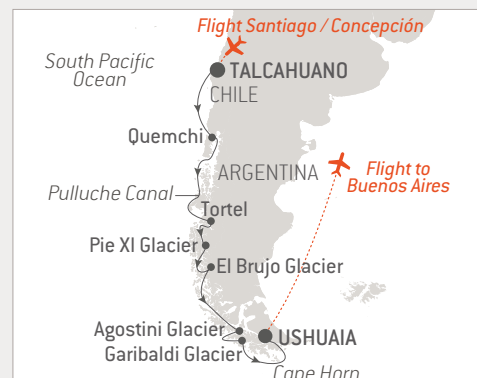 Flight Santiago / Concepción
South Pacific
Ocean
TALCAHUANO
CHILE
Quemchi
ARGENTINA
Flight to
Buenos Aires
Pulluche Canal
Tortel
Pie XI Glacier
El Brujo Glacier
Agostini Glacier
USHUAIA
Garibaldi Glacier
Cape Horn